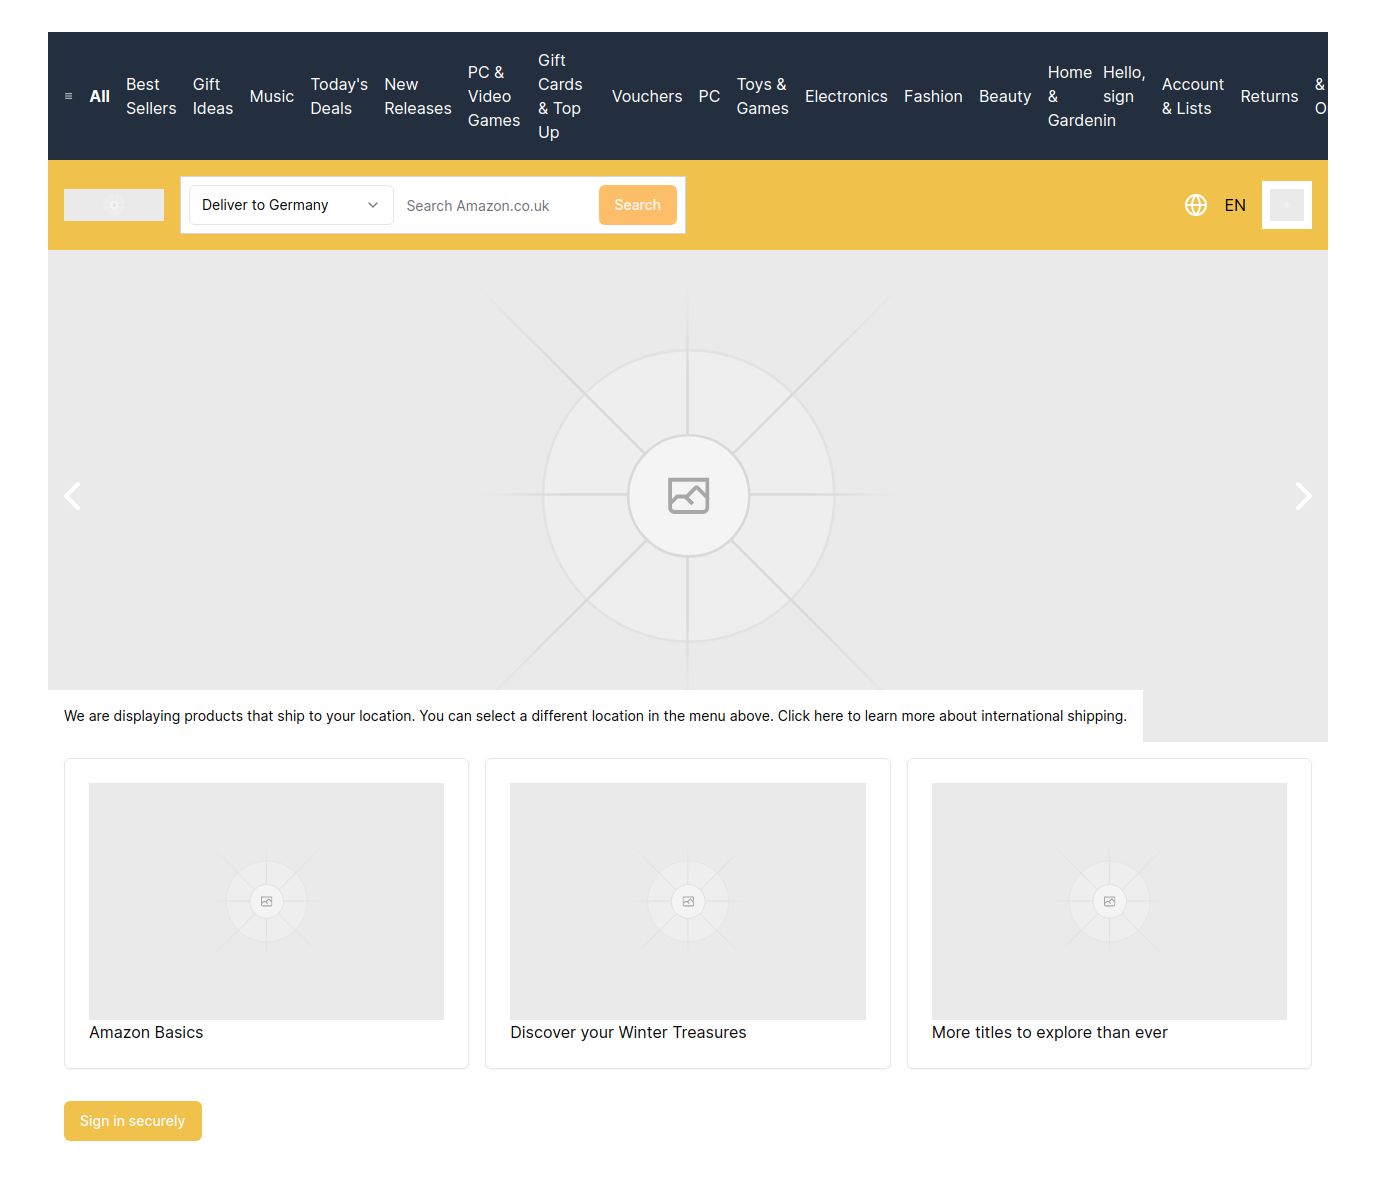 All
Best
Sellers
Gift
Ideas
Music
Today's
Deals
New
Releases
PC &
Video
Games
Gift
Cards
& Top
Up
Vouchers
PC
Toys &
Games
Electronics
Fashion
Beauty
Home
&
Garden
Hello,
sign
in
Account
& Lists
Returns
&
O
Deliver to Germany
Search Amazon.co.uk
Search
EN
We are displaying products that ship to your location. You can select a different location in the menu above. Click here to learn more about international shipping.
Amazon Basics
Discover your Winter Treasures
More titles to explore than ever
Sign in securely